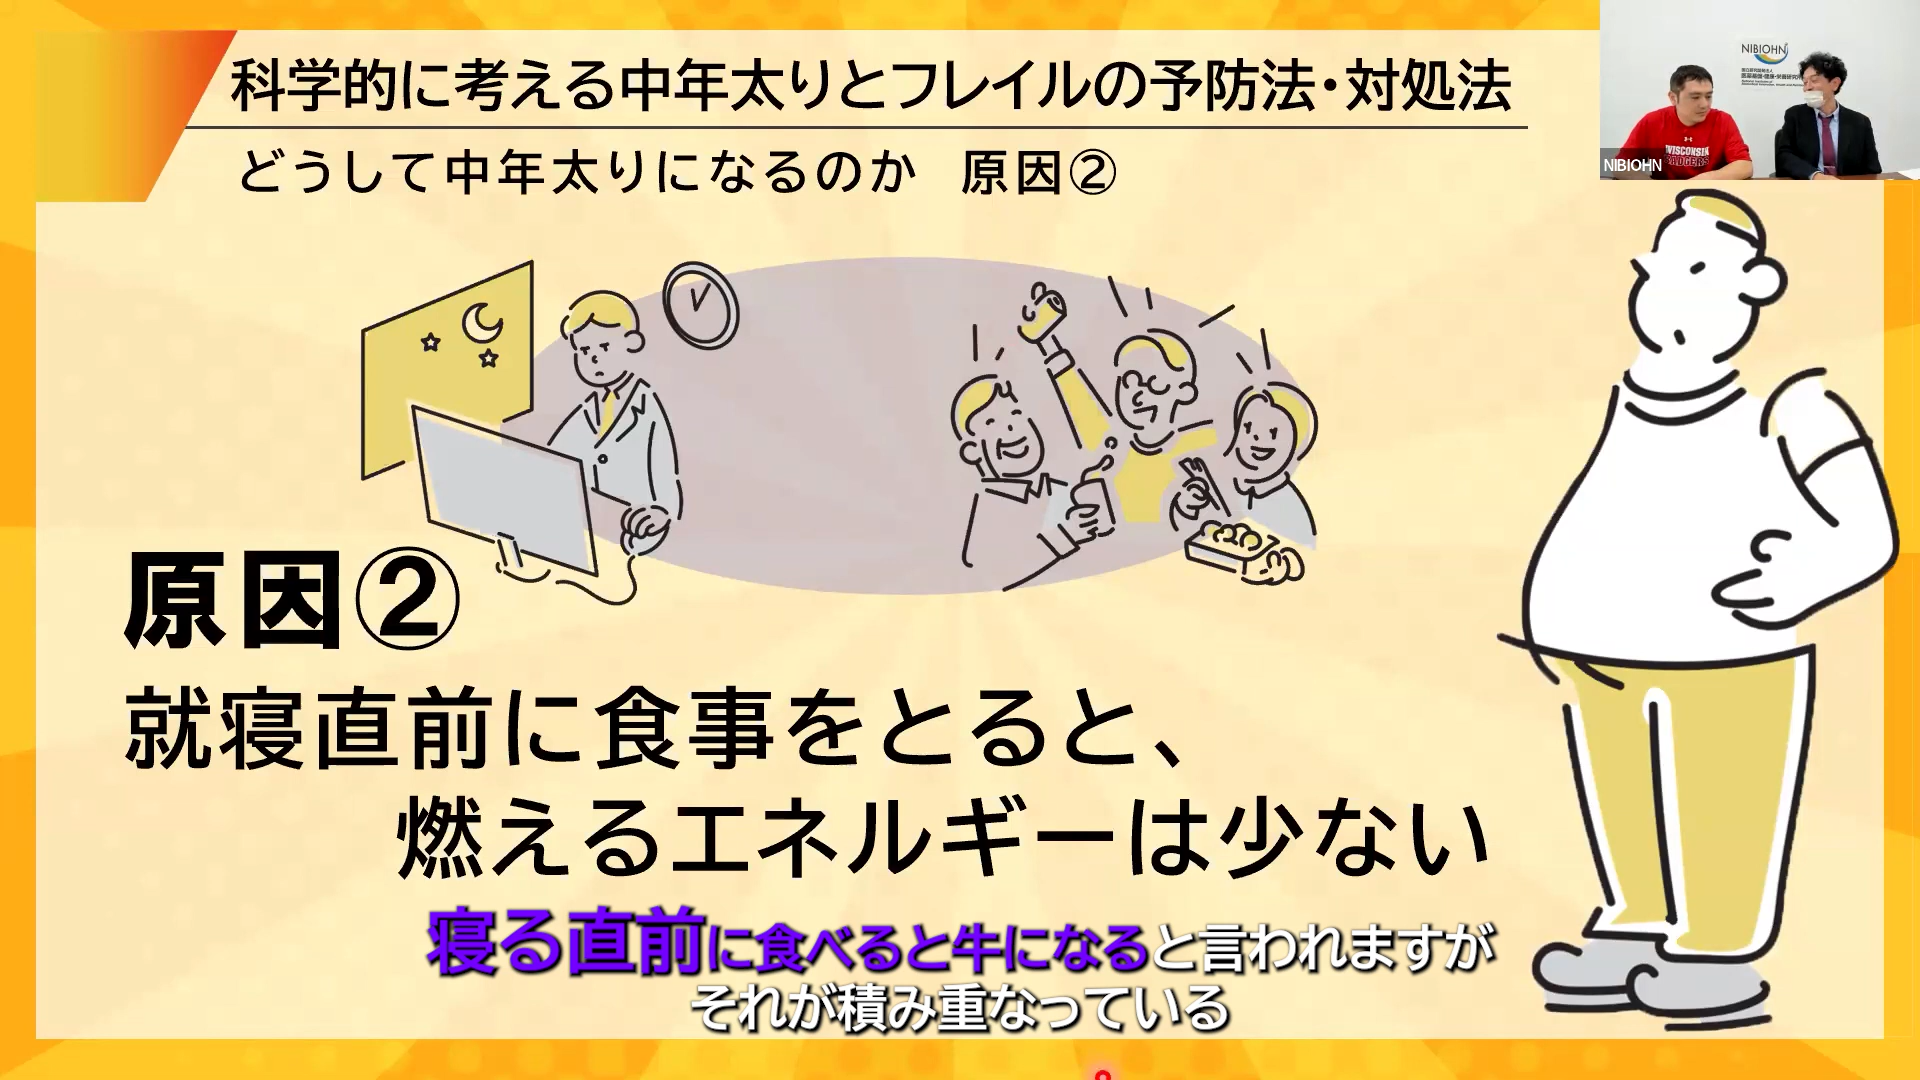 科学的に考える中年太りとフレイルの予防法・対処法
どうして中年太りになるのか 原因②
NIBIOHN
WISCONSIN
BADGERS
NIBIOHN
原因②
就寝直前に食事をとると、
燃えるエネルギーは少ない
寝る直前に食べると牛になると言われますが
それが積み重なっている